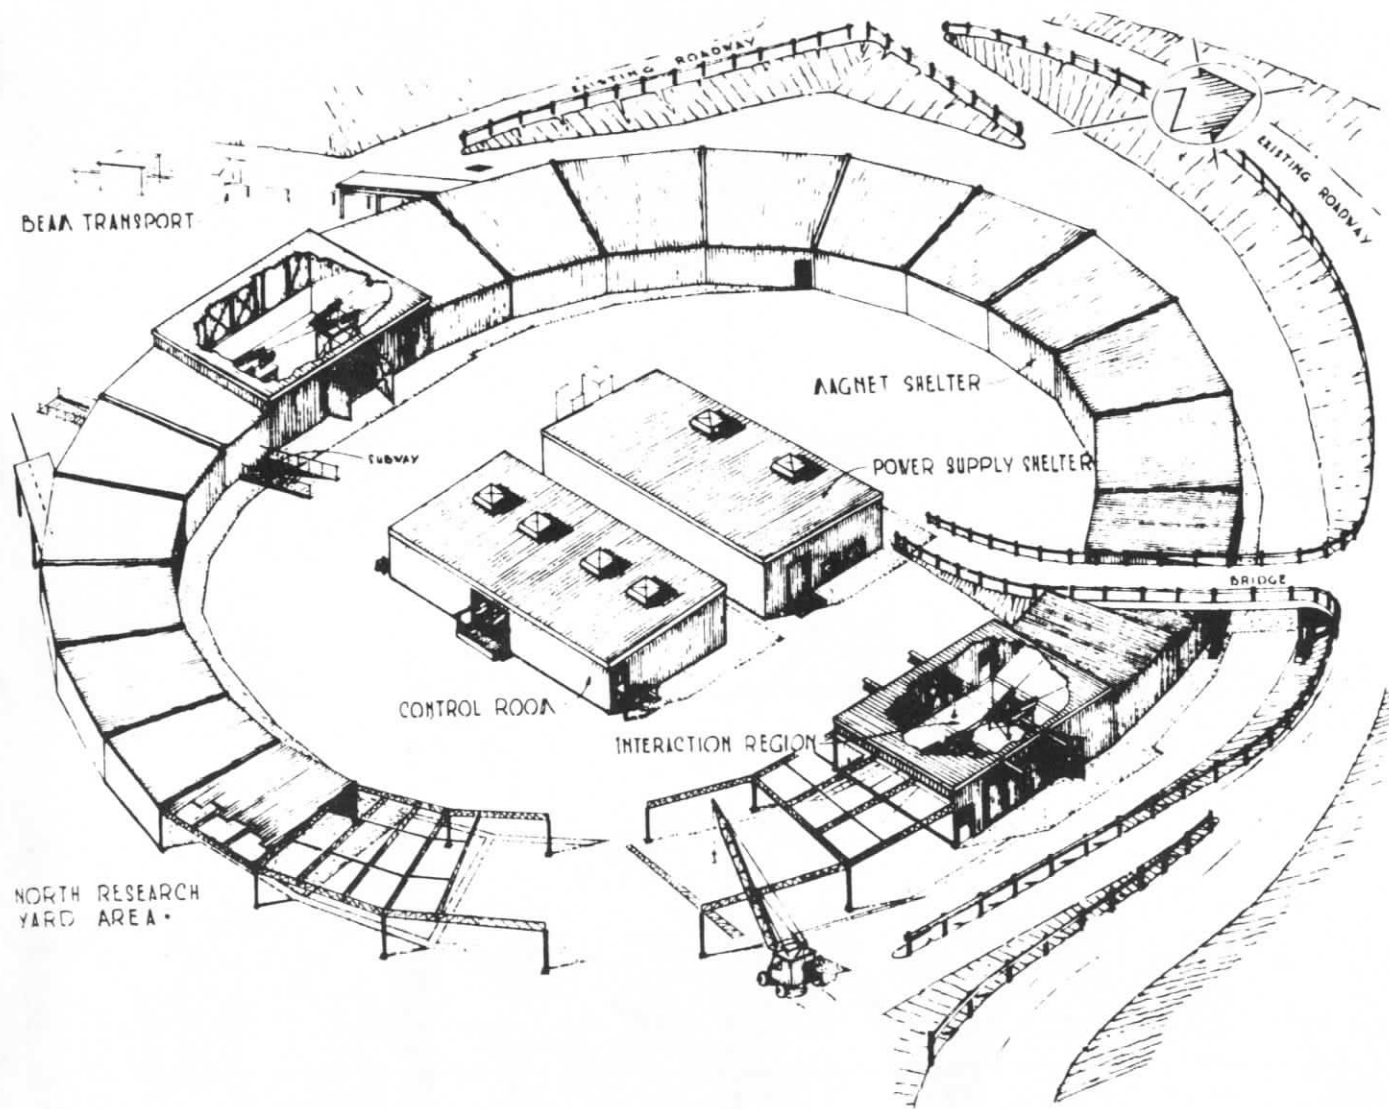 EXISTING ROADWAY
N
EXISTING ROADWAY
BEAM TRANSPORT
MAGNET SHELTER
SUBWAY
POWER SUPPLY SHELTER
BRIDGE
CONTROL ROOM
INTERACTION REGION
NORTH RESEARCH
YARD AREA.